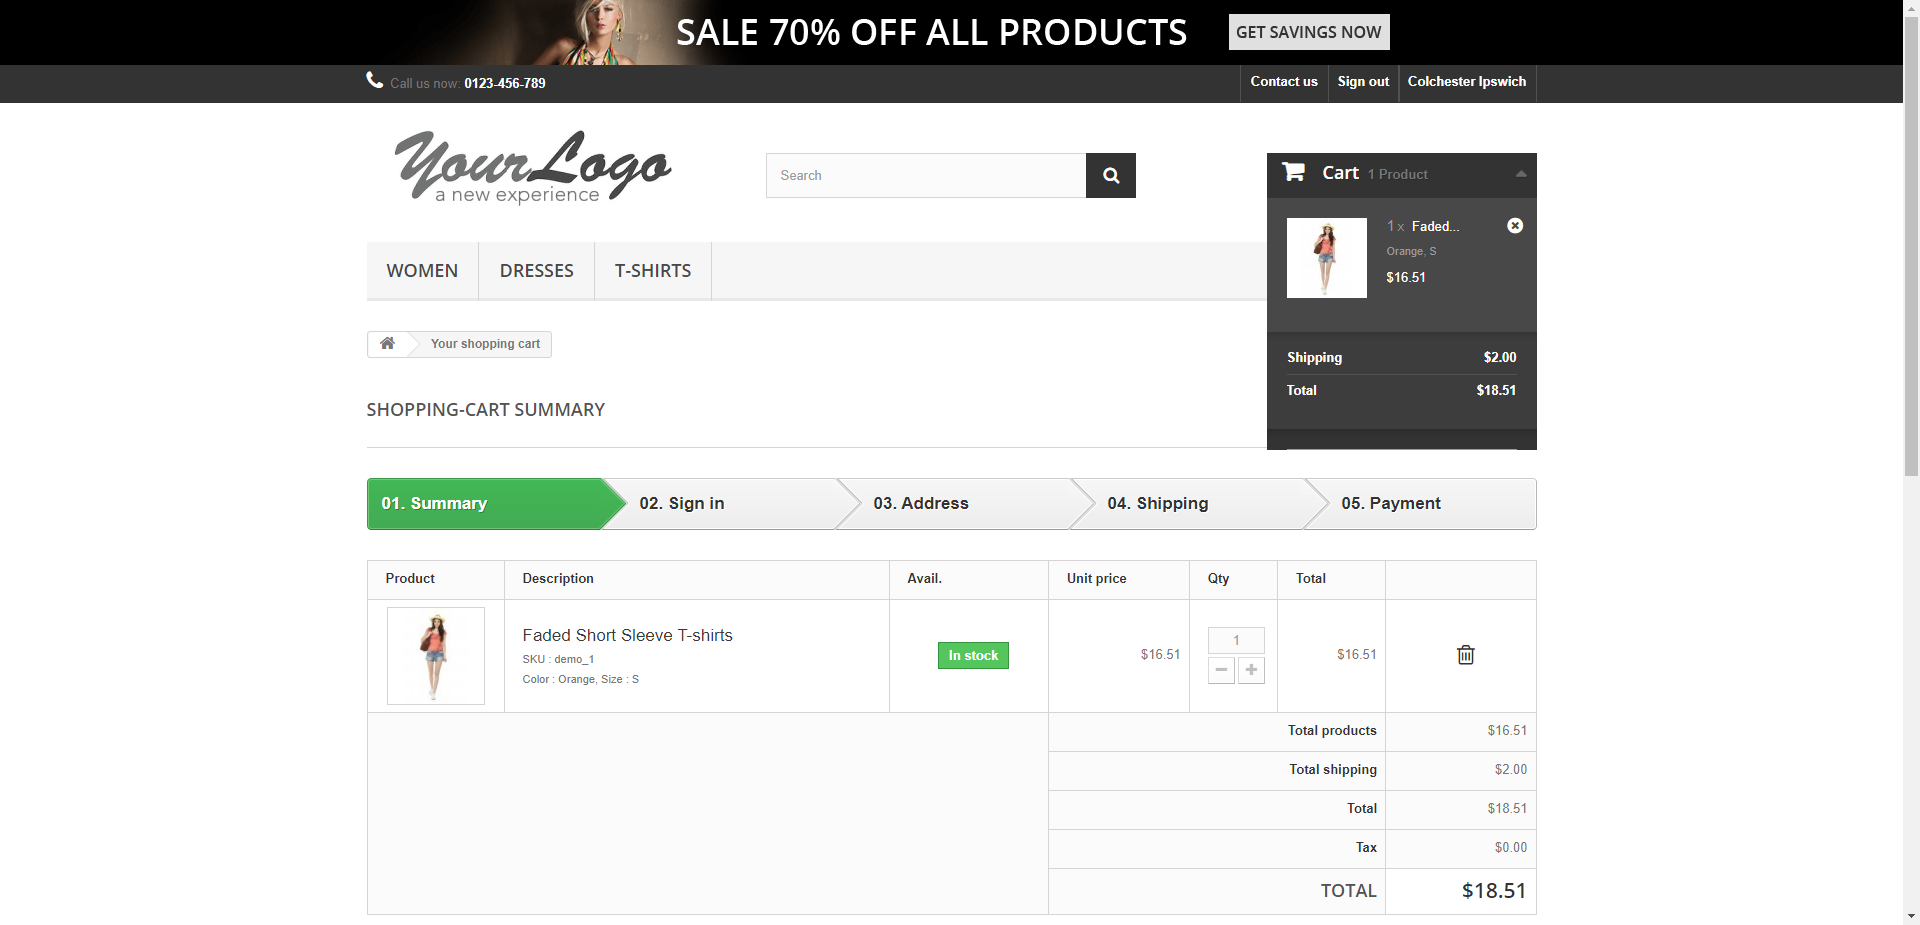 SALE 70% OFF ALL PRODUCTS
GET SAVINGS NOW
Call us now: 0123-456-789
Contact us
Sign out
Colchester Ipswich
YourLogo
a new experience
Search
Cart 1 Product
1 x Faded...
Orange, S
$16.51
Shipping $2.00
Total $18.51
WOMEN
DRESSES
T-SHIRTS
Your shopping cart
SHOPPING-CART SUMMARY
01. Summary
02. Sign in
03. Address
04. Shipping
05. Payment
Product Description Avail. Unit price Qty Total
Faded Short Sleeve T-shirts
SKU : demo_1
Color : Orange, Size : S
In stock
$16.51
1
$16.51
Total products $16.51
Total shipping $2.00
Total $18.51
Tax $0.00
TOTAL $18.51